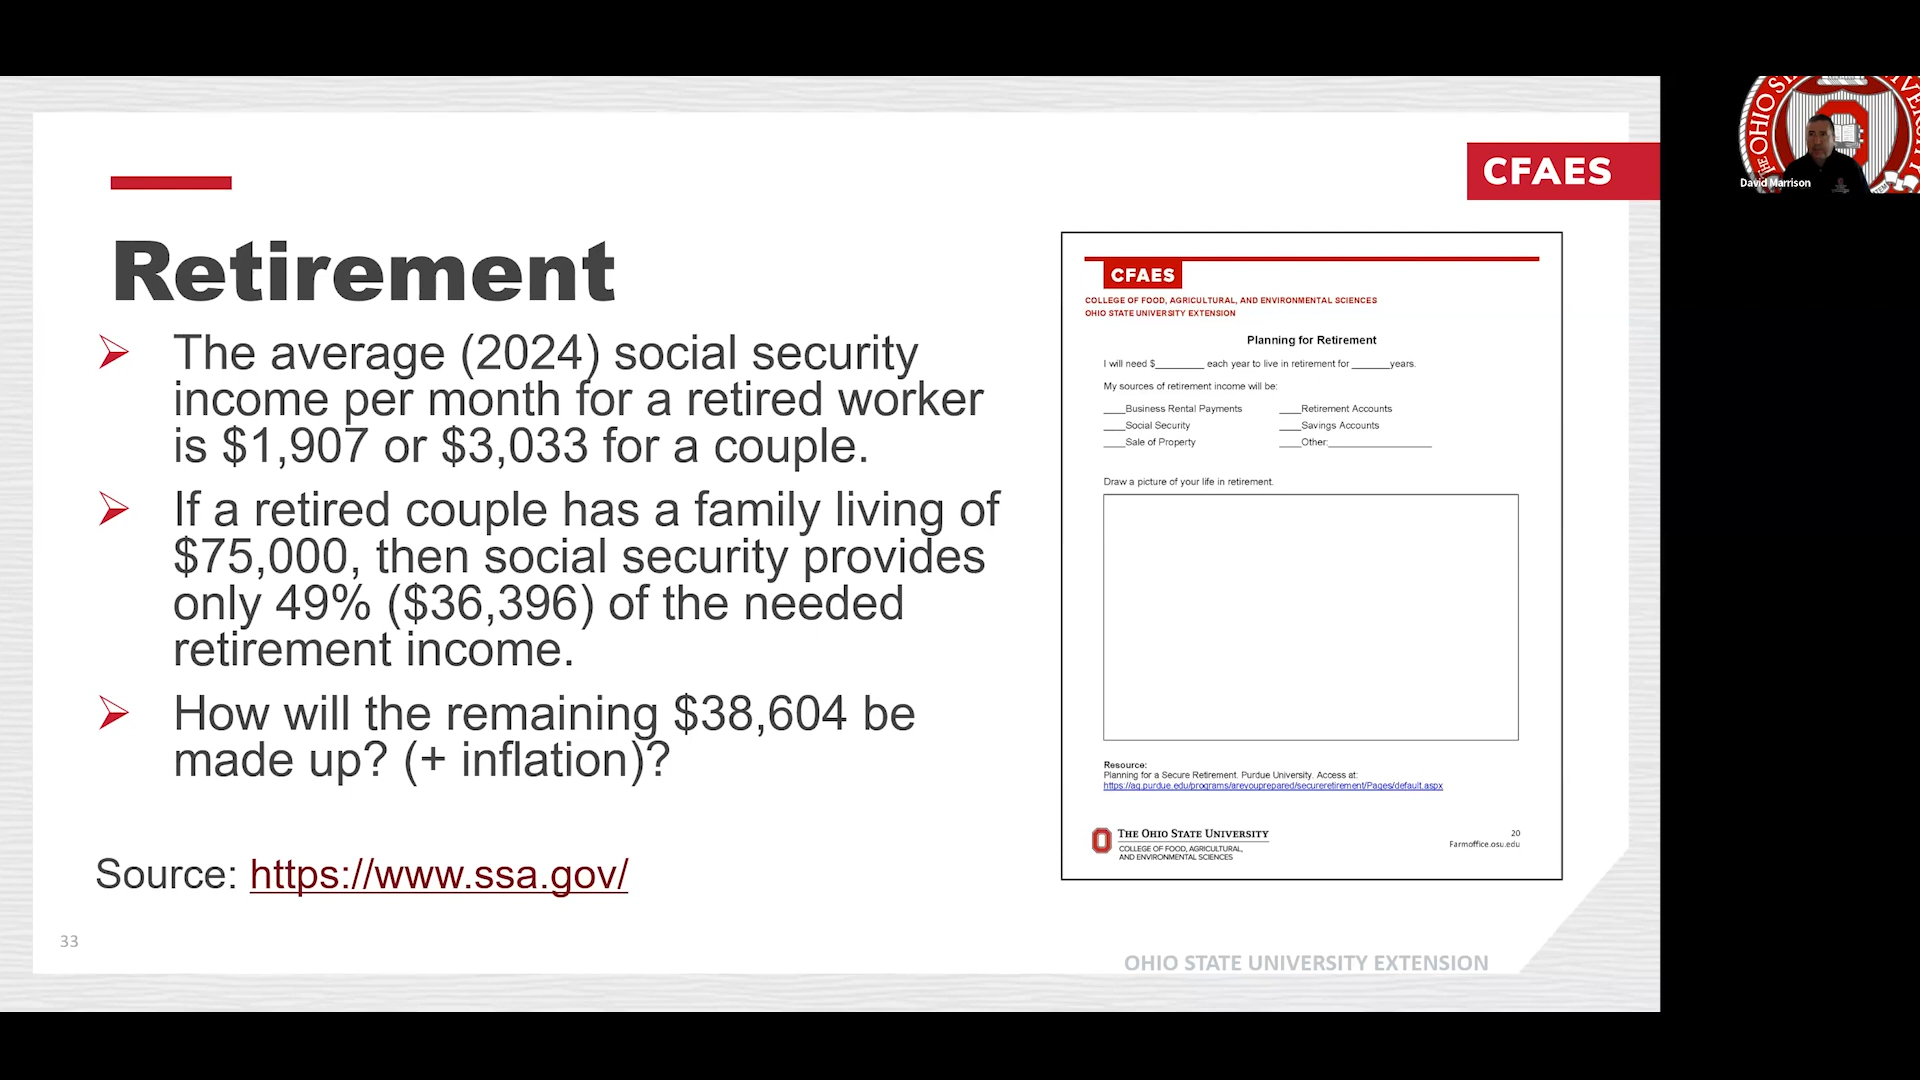 CFAES
Retirement
The average (2024) social security
income per month for a retired worker
is $1,907 or $3,033 for a couple.
If a retired couple has a family living of
$75,000, then social security provides
only 49% ($36,396) of the needed
retirement income.
How will the remaining $38,604 be
made up? (+ inflation)?
Source: https://www.ssa.gov/
33
OHIO STATE UNIVERSITY EXTENSION
CFAES
COLLEGE OF FOOD, AGRICULTURAL, AND ENVIRONMENTAL SCIENCES
OHIO STATE UNIVERSITY EXTENSION
Planning for Retirement
I will need $_________ each year to live in retirement for _______years.
My sources of retirement income will be:
____Business Rental Payments ____Retirement Accounts
____Social Security ____Savings Accounts
____Sale of Property ____Other:___________________
Draw a picture of your life in retirement.
Resource:
Planning for a Secure Retirement. Purdue University. Access at:
https://ag.purdue.edu/programs/areyouprepared/secureretirement/Pages/default.aspx
THE OHIO STATE UNIVERSITY
COLLEGE OF FOOD, AGRICULTURAL,
AND ENVIRONMENTAL SCIENCES
20
Farmoffice.osu.edu
THE OHIO
David Marrison